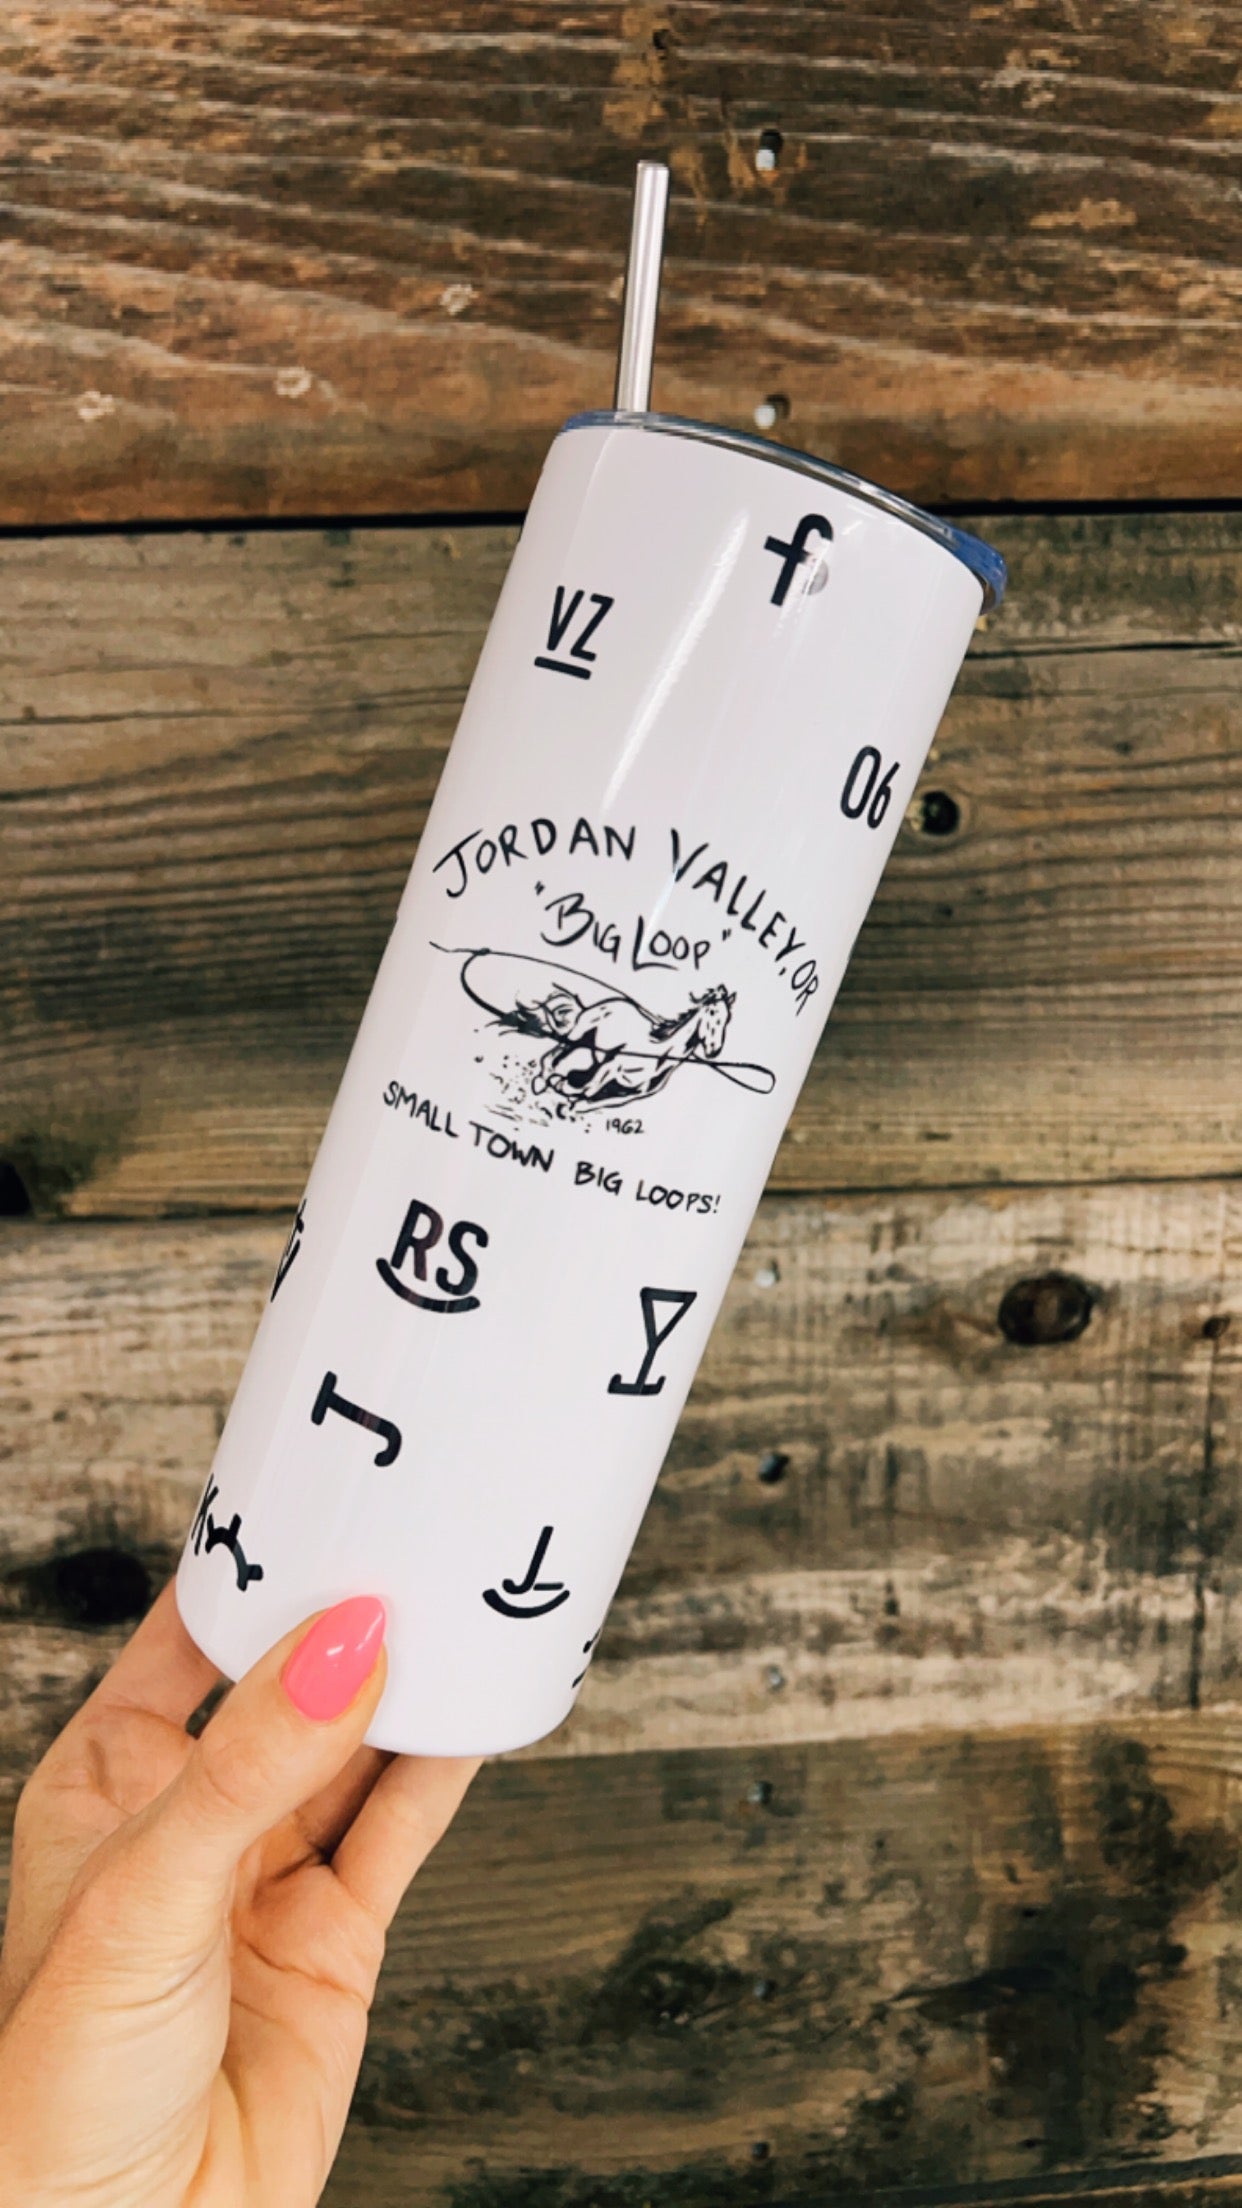 f
VZ
06
JORDAN VALLEY, OR
"BIG LOOP"
1962
SMALL TOWN BIG LOOPS!
RS
Y
J
J